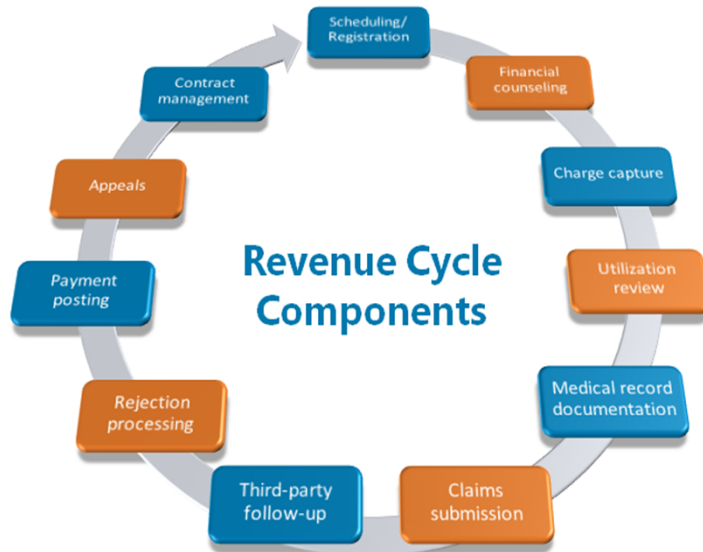 Scheduling/
Registration
Financial
counseling
Charge capture
Utilization
review
Medical record
documentation
Claims
submission
Third-party
follow-up
Rejection
processing
Payment
posting
Appeals
Contract
management
Revenue Cycle
Components